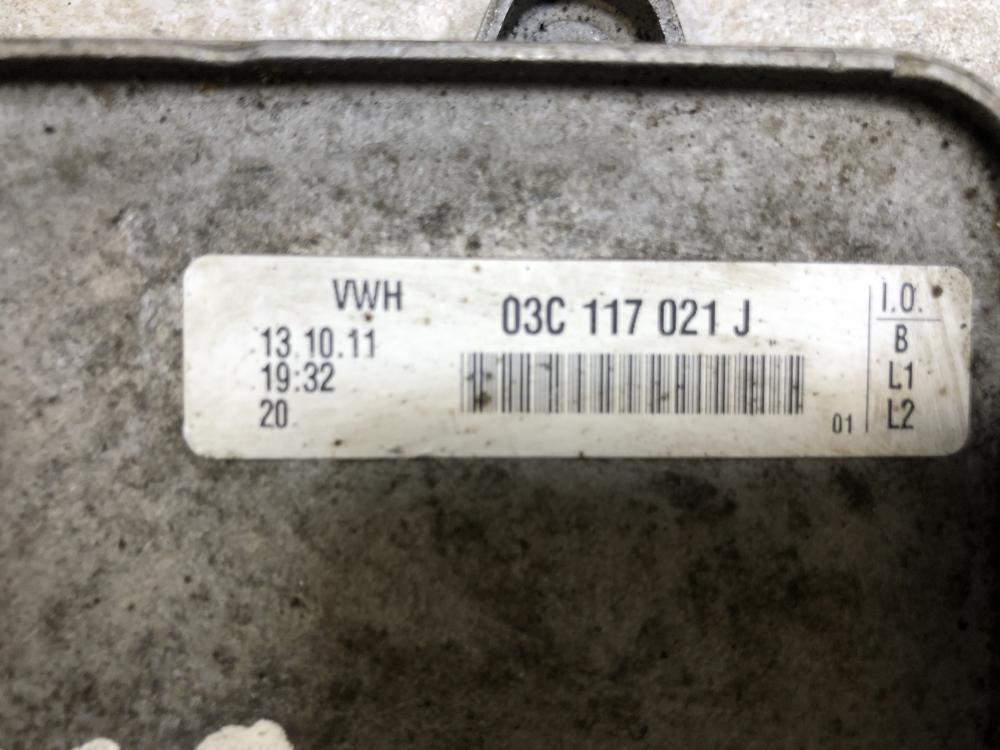 VWH
13.10.11
19:32
20
03C 117 021 J
01
I.O.
B
L1
L2